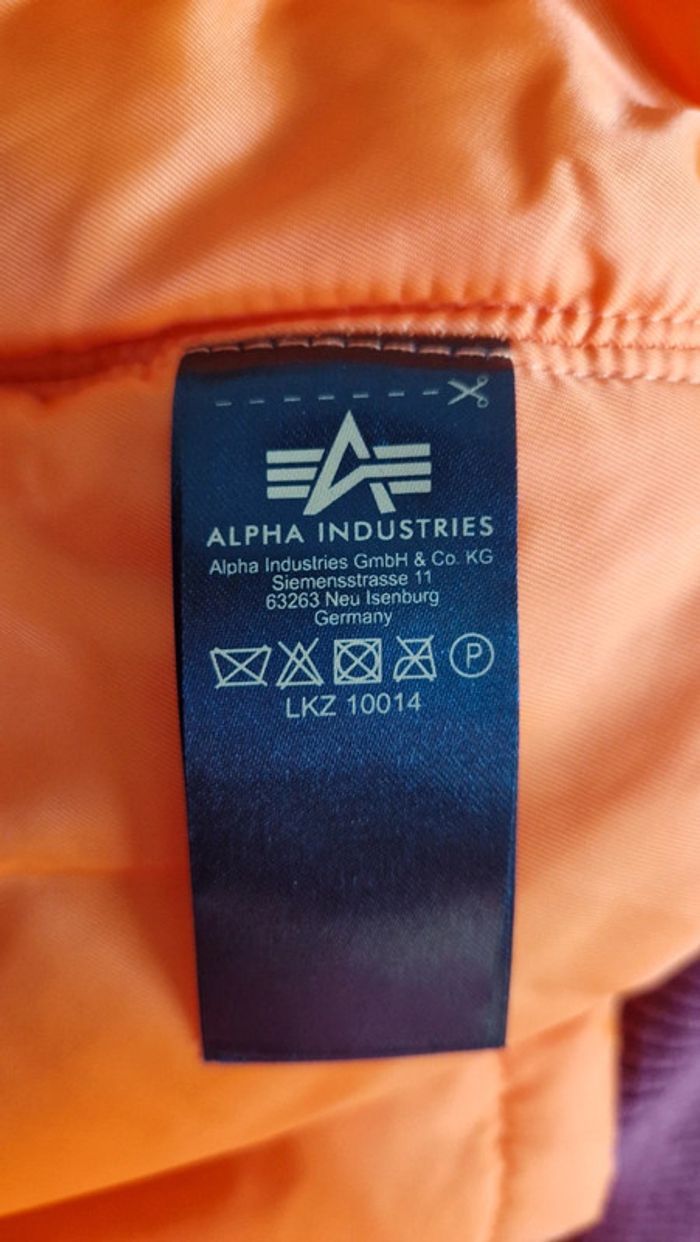 ALPHA INDUSTRIES
Alpha Industries GmbH & Co. KG
Siemensstrasse 11
63263 Neu Isenburg
Germany
P
LKZ 10014